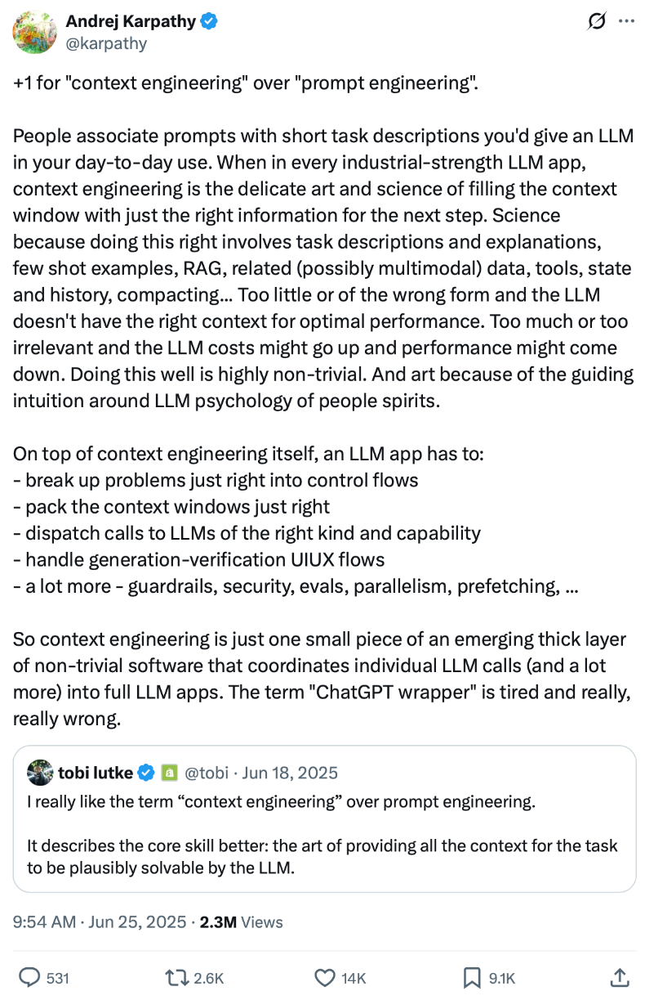 Andrej Karpathy
@karpathy
+1 for "context engineering" over "prompt engineering".
People associate prompts with short task descriptions you'd give an LLM
in your day-to-day use. When in every industrial-strength LLM app,
context engineering is the delicate art and science of filling the context
window with just the right information for the next step. Science
because doing this right involves task descriptions and explanations,
few shot examples, RAG, related (possibly multimodal) data, tools, state
and history, compacting... Too little or of the wrong form and the LLM
doesn't have the right context for optimal performance. Too much or too
irrelevant and the LLM costs might go up and performance might come
down. Doing this well is highly non-trivial. And art because of the guiding
intuition around LLM psychology of people spirits.
On top of context engineering itself, an LLM app has to:
- break up problems just right into control flows
- pack the context windows just right
- dispatch calls to LLMs of the right kind and capability
- handle generation-verification UIUX flows
- a lot more - guardrails, security, evals, parallelism, prefetching, ...
So context engineering is just one small piece of an emerging thick layer
of non-trivial software that coordinates individual LLM calls (and a lot
more) into full LLM apps. The term "ChatGPT wrapper" is tired and really,
really wrong.
tobi lutke @tobi · Jun 18, 2025
I really like the term “context engineering” over prompt engineering.
It describes the core skill better: the art of providing all the context for the task
to be plausibly solvable by the LLM.
9:54 AM · Jun 25, 2025 · 2.3M Views
531 2.6K 14K 9.1K